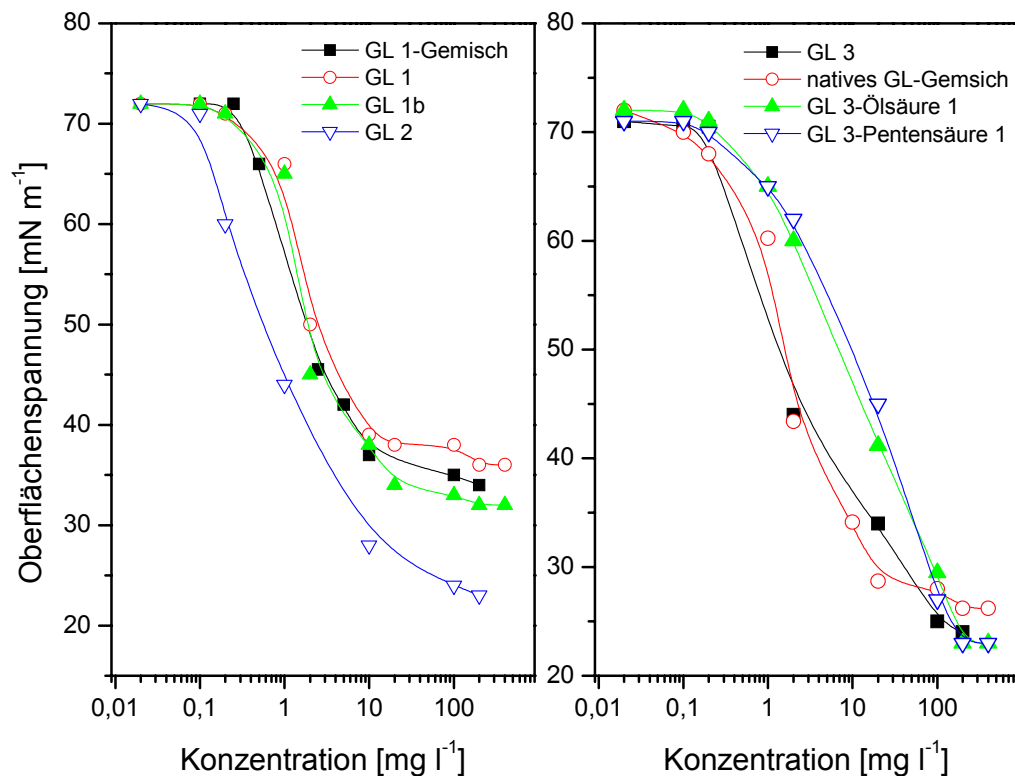 Oberflächenspannung [mN m⁻¹]
80
70
60
50
40
30
20
GL 1-Gemisch
GL 1
GL 1b
GL 2
0,01
0,1
1
10
100
Konzentration [mg l⁻¹]
80
70
60
50
40
30
20
GL 3
natives GL-Gemsich
GL 3-Ölsäure 1
GL 3-Pentensäure 1
0,01
0,1
1
10
100
Konzentration [mg l⁻¹]